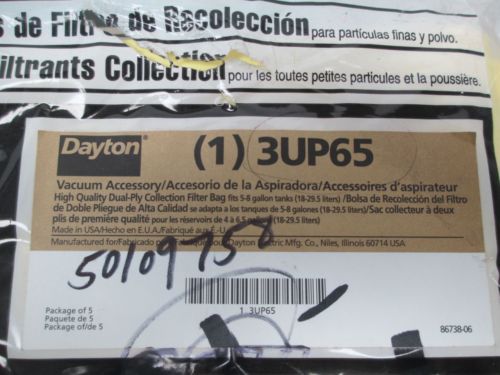 s de Filtro de Recolección para partículas finas y polvo.
iltrants Collection pour les toutes petites particules et la poussière.
Dayton® (1) 3UP65
Vacuum Accessory/Accesorio de la Aspiradora/Accessoires d'aspirateur
High Quality Dual-Ply Collection Filter Bag fits 5-8 gallon tanks (18-29.5 liters)/Bolsa de Recolección del Filtro
de Doble Pliegue de Alta Calidad se adapta a los tanques de 5-8 galones (18-29.5 litros)/Sac collecteur à deux
plis de première qualité pour les réservoirs de 4 a 6.5 gallons (18-29.5 litres)
Made in USA/Hecho en E.U.A./Fabriqué aux É.-U.
Manufactured for/Fabricado por/Fabriqué pour Dayton Electric Mfg. Co., Niles, Illinois 60714 USA
50109752
1 3UP65
Package of 5
Paquete de 5
Package of/de 5
86738-06